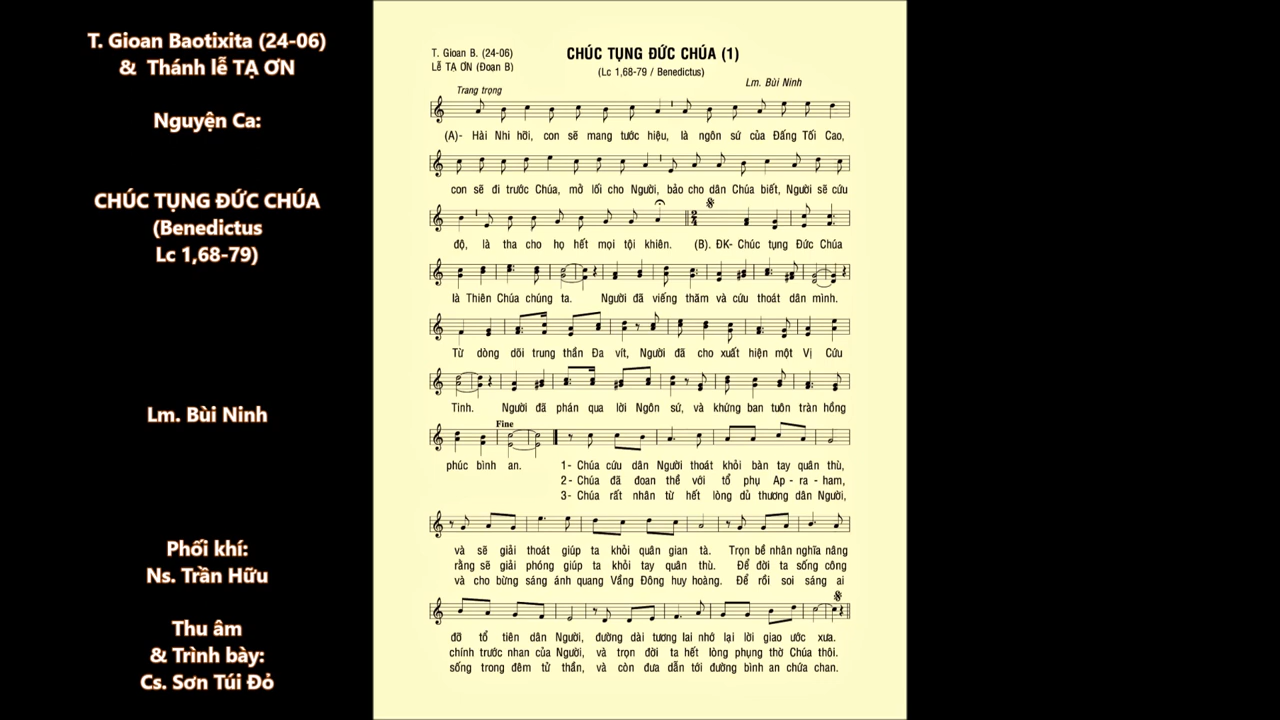 T. Gioan Baotixita (24-06)
& Thánh lễ TẠ ƠN
Nguyện Ca:
CHÚC TỤNG ĐỨC CHÚA
(Benedictus
Lc 1,68-79)
Lm. Bùi Ninh
Phối khí:
Ns. Trần Hữu
Thu âm
& Trình bày:
Cs. Sơn Túi Đỏ
T. Gioan B. (24-06)
Lễ TẠ ƠN (Đoạn B)
CHÚC TỤNG ĐỨC CHÚA (1)
(Lc 1,68-79 / Benedictus)
Lm. Bùi Ninh
Trang trọng
(A)- Hài Nhi hỡi, con sẽ mang tước hiệu, là ngôn sứ của Đấng Tối Cao,
con sẽ đi trước Chúa, mở lối cho Người, bảo cho dân Chúa biết, Người sẽ cứu
độ, là tha cho họ hết mọi tội khiên. (B). ĐK- Chúc tụng Đức Chúa
là Thiên Chúa chúng ta. Người đã viếng thăm và cứu thoát dân mình.
Từ dòng dõi trung thần Đa vít, Người đã cho xuất hiện một Vị Cứu
Tinh. Người đã phán qua lời Ngôn sứ, và khứng ban tuôn tràn hồng
Fine
phúc bình an. 1- Chúa cứu dân Người thoát khỏi bàn tay quân thù,
2- Chúa đã đoan thề với tổ phụ Ap - ra - ham,
3- Chúa rất nhân từ hết lòng dủ thương dân Người,
và sẽ giải thoát giúp ta khỏi quân gian tà. Trọn bề nhân nghĩa nâng
rằng sẽ giải phóng giúp ta khỏi tay quân thù. Để đời ta sống công
và cho bừng sáng ánh quang Vầng Đông huy hoàng. Để rồi soi sáng ai
đỡ tổ tiên dân Người, đường dài tương lai nhớ lại lời giao ước xưa.
chính trước nhan của Người, và trọn đời ta hết lòng phụng thờ Chúa thôi.
sống trong đêm tử thần, và còn đưa dẫn tới đường bình an chứa chan.